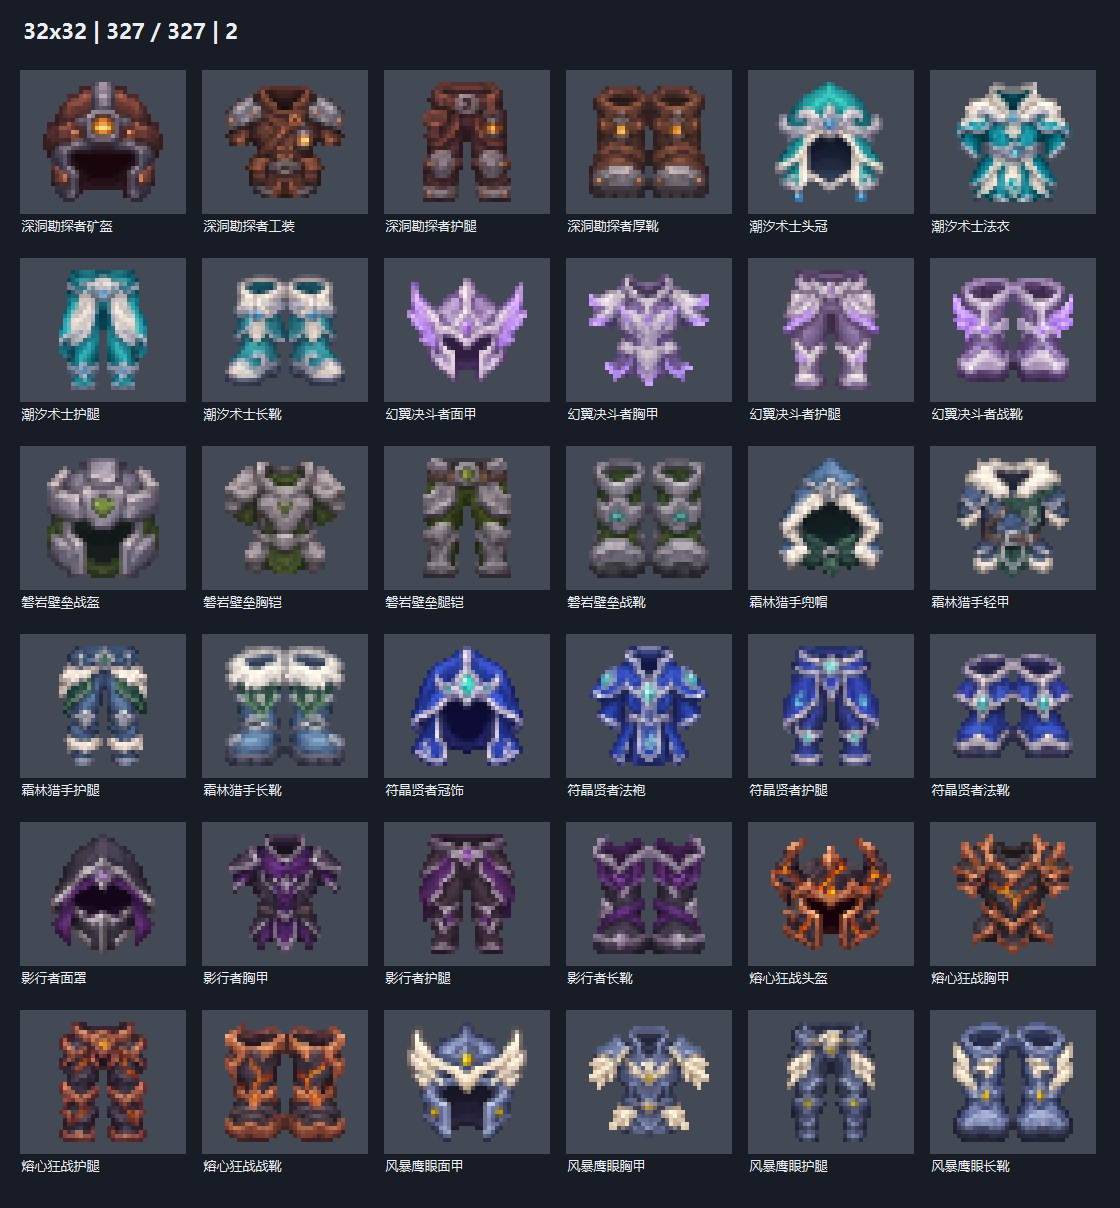 32x32 | 327 / 327 | 2
深洞勘探者矿盔
深洞勘探者工装
深洞勘探者护腿
深洞勘探者厚靴
潮汐术士头冠
潮汐术士法衣
潮汐术士护腿
潮汐术士长靴
幻翼决斗者面甲
幻翼决斗者胸甲
幻翼决斗者护腿
幻翼决斗者战靴
磐岩壁垒战盔
磐岩壁垒胸铠
磐岩壁垒腿铠
磐岩壁垒战靴
霜林猎手兜帽
霜林猎手轻甲
霜林猎手护腿
霜林猎手长靴
符晶贤者冠饰
符晶贤者法袍
符晶贤者护腿
符晶贤者法靴
影行者面罩
影行者胸甲
影行者护腿
影行者长靴
熔心狂战头盔
熔心狂战胸甲
熔心狂战护腿
熔心狂战战靴
风暴鹰眼面甲
风暴鹰眼胸甲
风暴鹰眼护腿
风暴鹰眼长靴